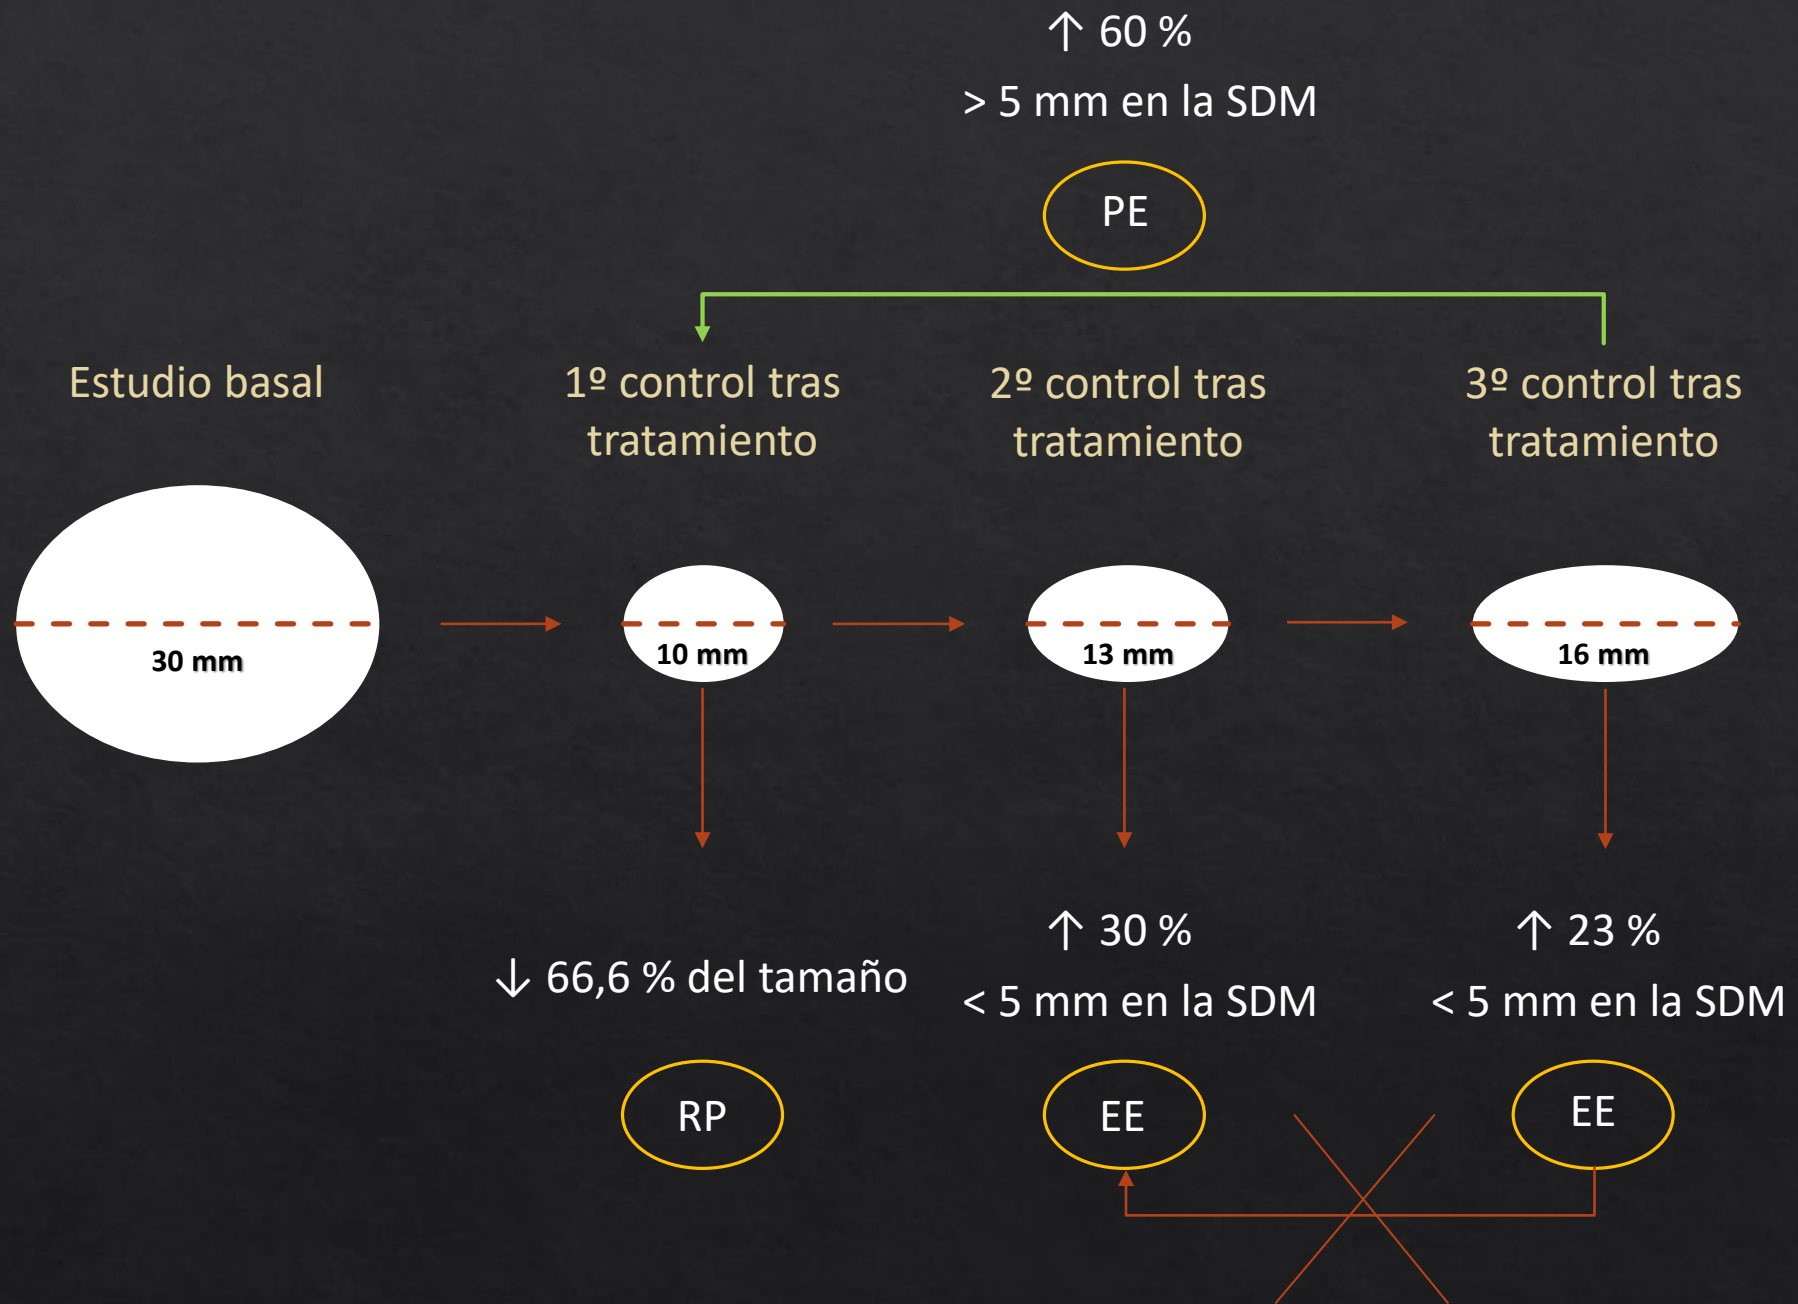 ↑ 60 %
> 5 mm en la SDM
PE
Estudio basal
1º control tras
tratamiento
2º control tras
tratamiento
3º control tras
tratamiento
30 mm
10 mm
13 mm
16 mm
↓ 66,6 % del tamaño
↑ 30 %
< 5 mm en la SDM
↑ 23 %
< 5 mm en la SDM
RP
EE
EE